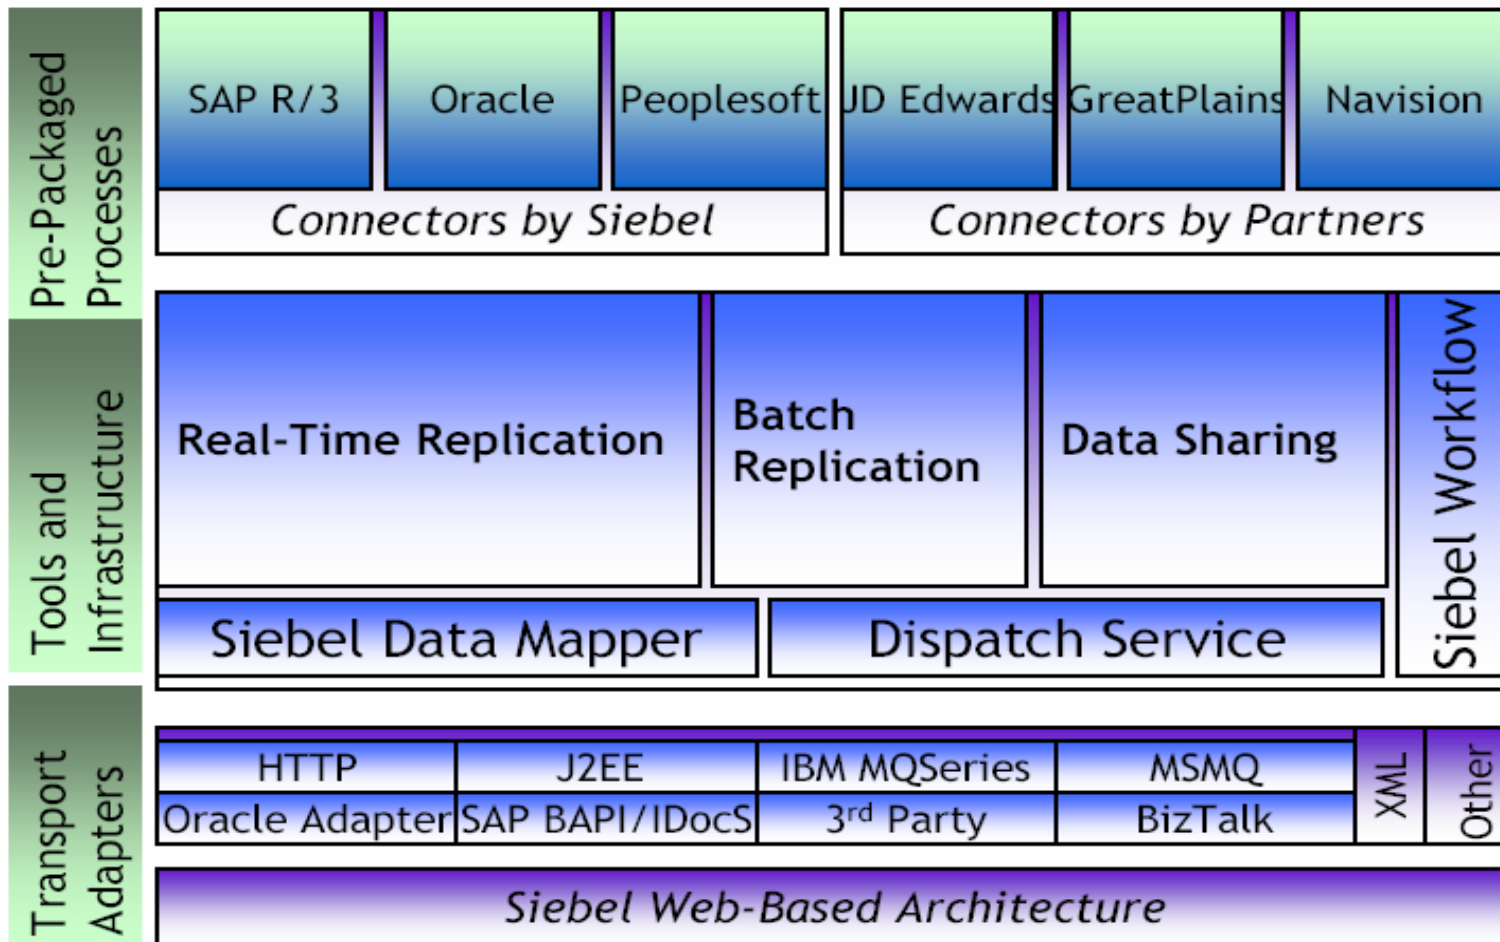 Pre-Packaged
Processes
SAP R/3
Oracle
Peoplesoft
JD Edwards
GreatPlains
Navision
Connectors by Siebel
Connectors by Partners
Tools and
Infrastructure
Real-Time Replication
Batch
Replication
Data Sharing
Siebel Workflow
Siebel Data Mapper
Dispatch Service
Transport
Adapters
HTTP
J2EE
IBM MQSeries
MSMQ
XML
Other
Oracle Adapter
SAP BAPI/IDocS
3rd Party
BizTalk
Siebel Web-Based Architecture